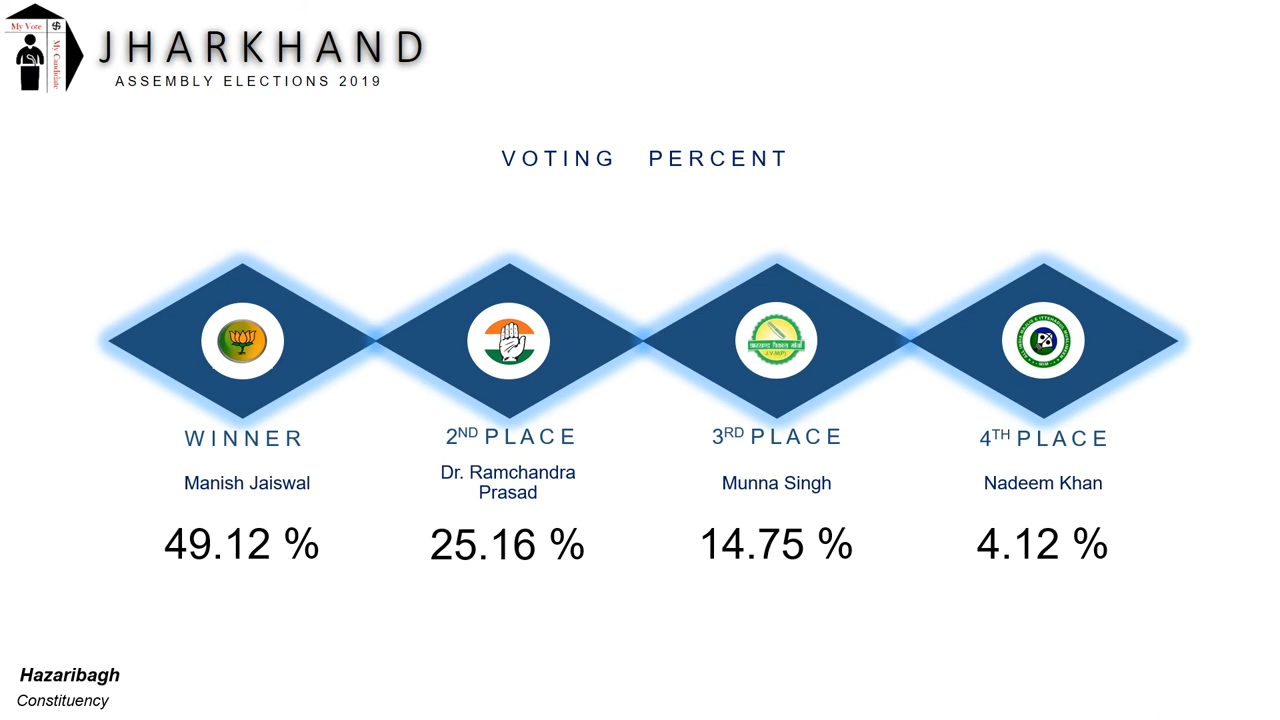 My Vote
My Candidate
JHARKHAND
ASSEMBLY ELECTIONS 2019
VOTING PERCENT
झारखण्ड विकास मोर्चा
J.V.M(P)
WINNER
2ND PLACE
3RD PLACE
4TH PLACE
Manish Jaiswal
Dr. Ramchandra
Prasad
Munna Singh
Nadeem Khan
49.12 %
25.16 %
14.75 %
4.12 %
Hazaribagh
Constituency